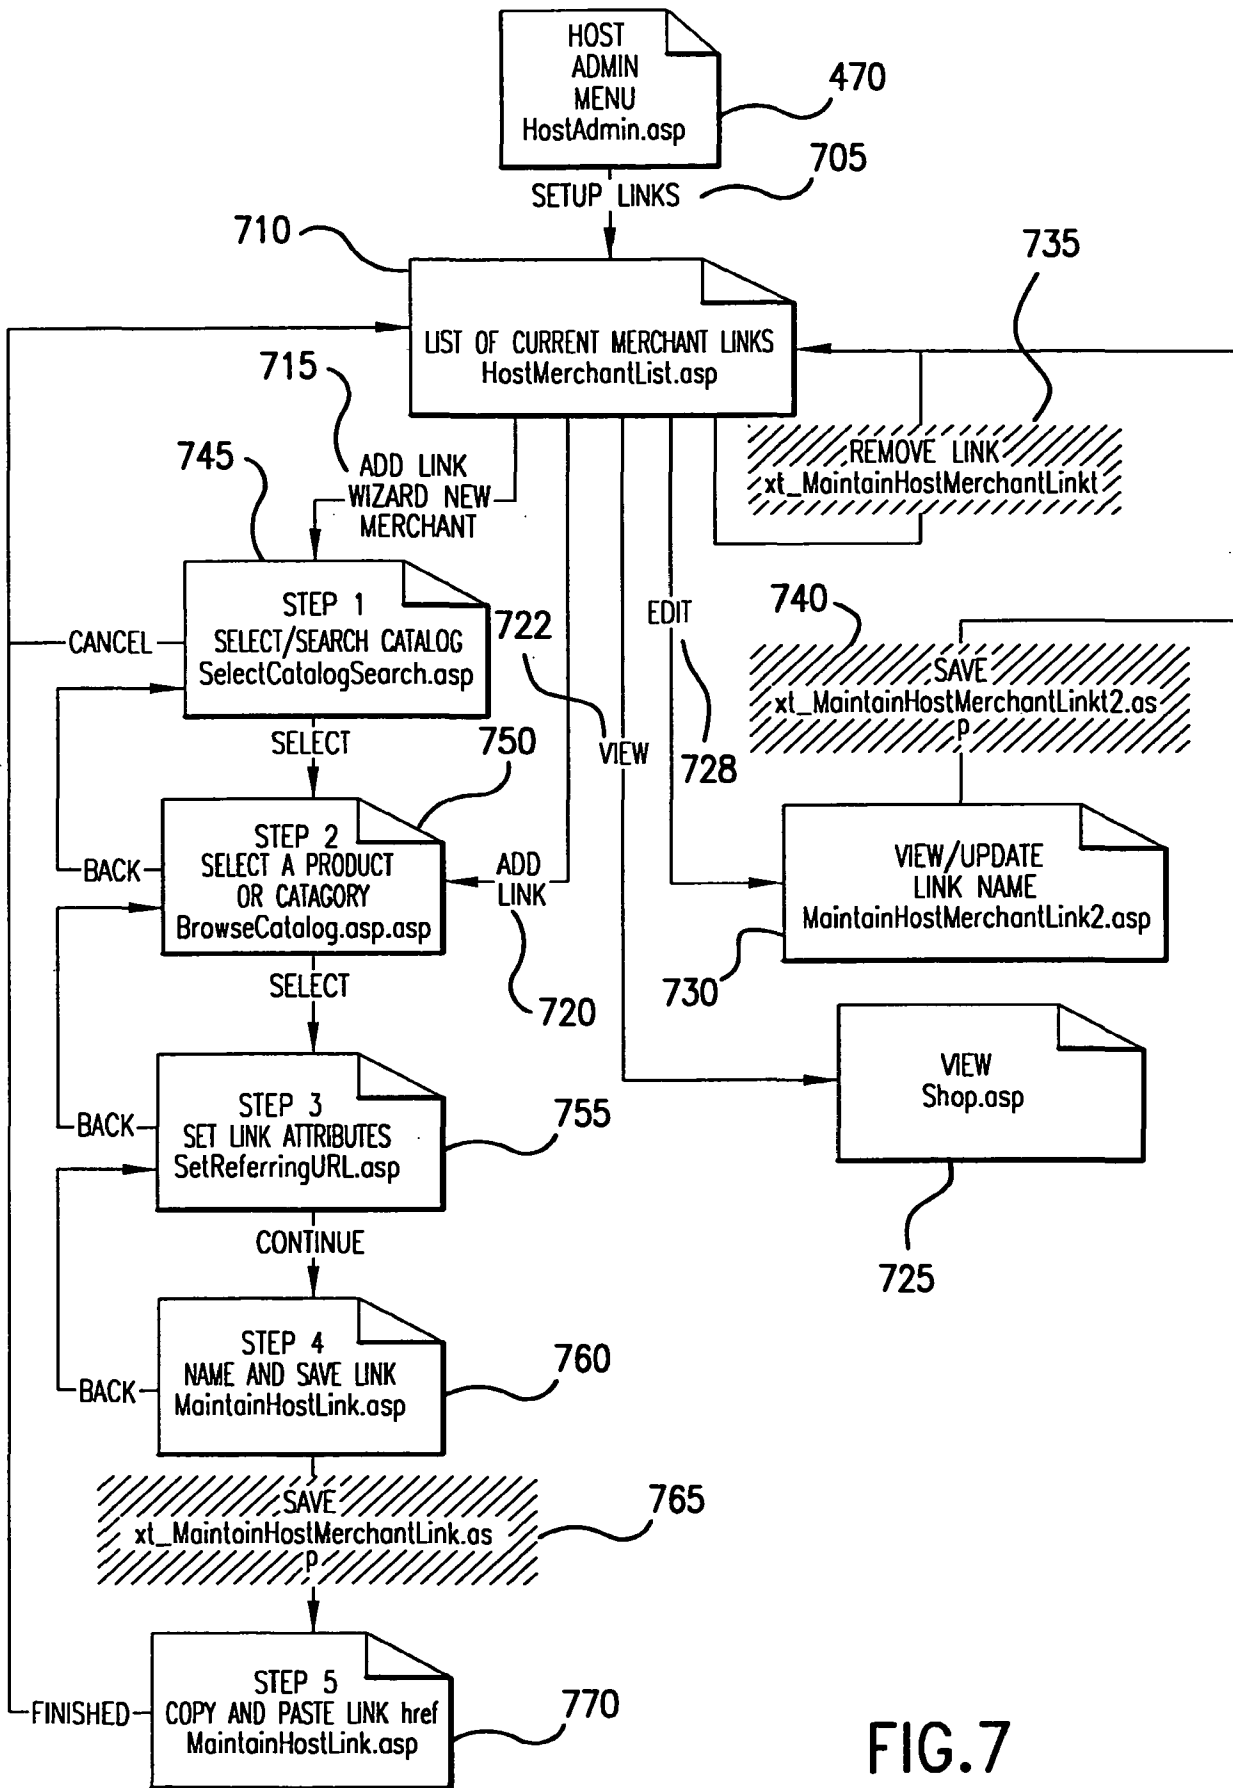 HOST
ADMIN
MENU
HostAdmin.asp
470
SETUP LINKS
705
710
735
LIST OF CURRENT MERCHANT LINKS
HostMerchantList.asp
715
ADD LINK
WIZARD NEW
MERCHANT
REMOVE LINK
xt_MaintainHostMerchantLinkt
745
STEP 1
SELECT/SEARCH CATALOG
SelectCatalogSearch.asp
CANCEL
722
EDIT
740
SAVE
xt_MaintainHostMerchantLinkt2.as
p
SELECT
750
VIEW
728
STEP 2
SELECT A PRODUCT
OR CATAGORY
BrowseCatalog.asp.asp
BACK
ADD
LINK
VIEW/UPDATE
LINK NAME
MaintainHostMerchantLink2.asp
SELECT
720
730
STEP 3
SET LINK ATTRIBUTES
SetReferringURL.asp
BACK
755
VIEW
Shop.asp
CONTINUE
725
STEP 4
NAME AND SAVE LINK
MaintainHostLink.asp
BACK
760
SAVE
xt_MaintoinHostMerchantLink.as
p
765
STEP 5
COPY AND PASTE LINK href
MaintainHostLink.asp
FINISHED
770
FIG.7